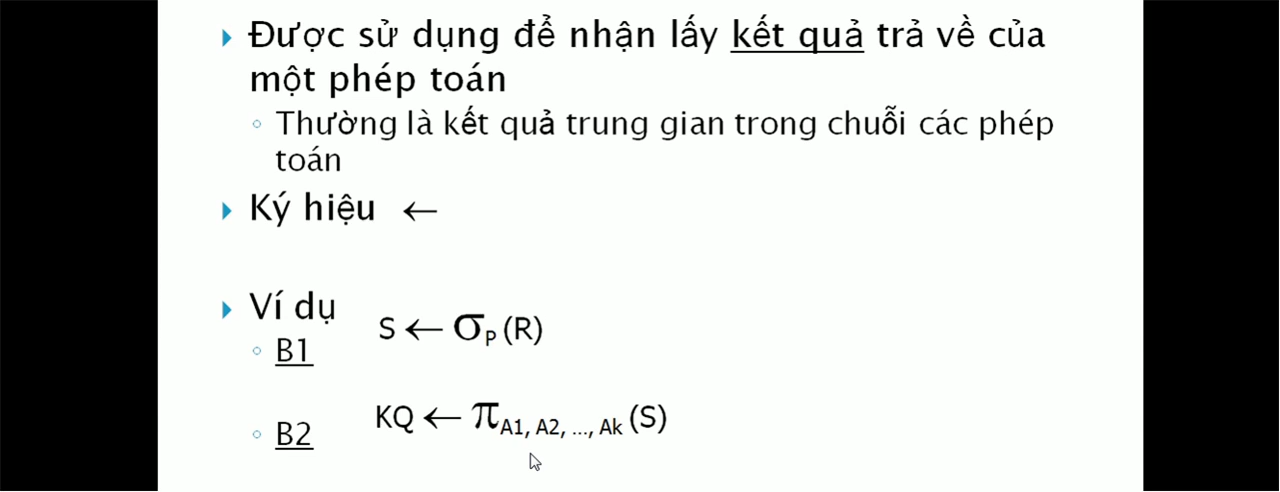 Được sử dụng để nhận lấy kết quả trả về của
một phép toán
Thường là kết quả trung gian trong chuỗi các phép
toán
Ký hiệu ←
Ví dụ
S ← σP (R)
B1
KQ ← πA1, A2, ..., Ak (S)
B2